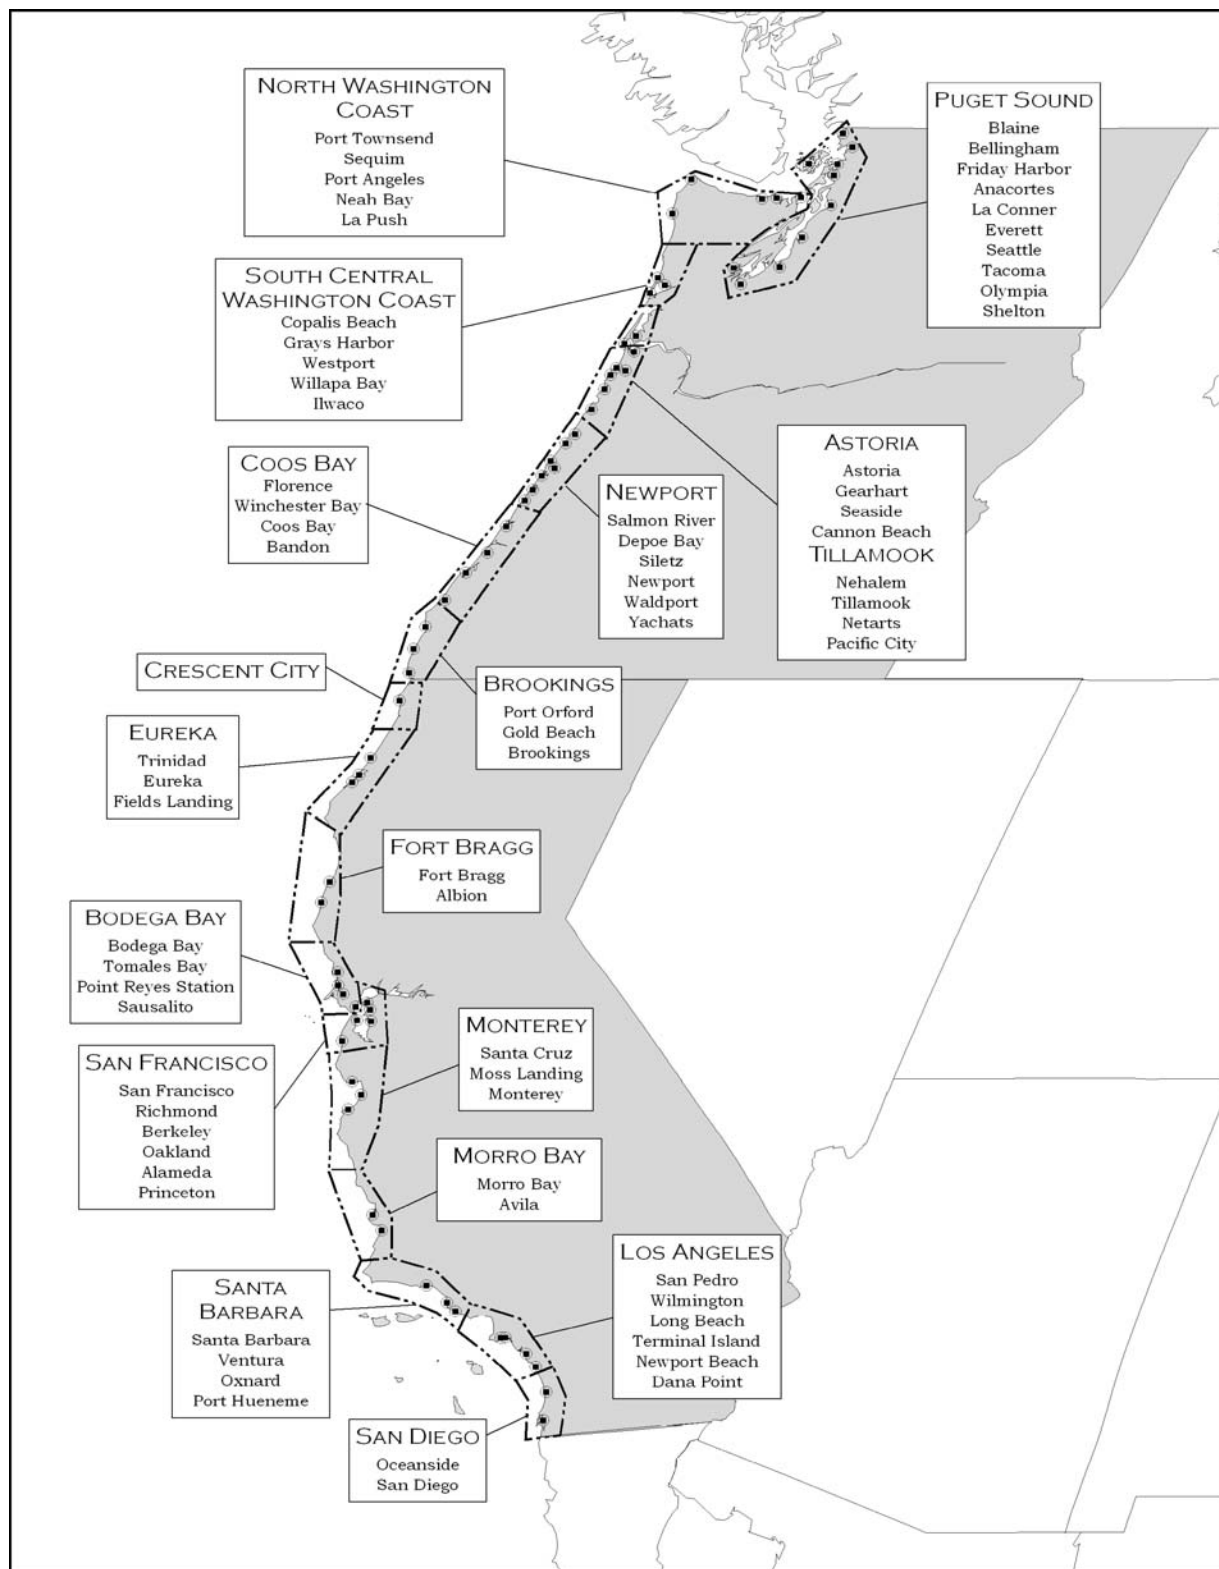 NORTH WASHINGTON
COAST
Port Townsend
Sequim
Port Angeles
Neah Bay
La Push
PUGET SOUND
Blaine
Bellingham
Friday Harbor
Anacortes
La Conner
Everett
Seattle
Tacoma
Olympia
Shelton
SOUTH CENTRAL
WASHINGTON COAST
Copalis Beach
Grays Harbor
Westport
Willapa Bay
Ilwaco
ASTORIA
Astoria
Gearhart
Seaside
Cannon Beach
TILLAMOOK
Nehalem
Tillamook
Netarts
Pacific City
COOS BAY
Florence
Winchester Bay
Coos Bay
Bandon
NEWPORT
Salmon River
Depoe Bay
Siletz
Newport
Waldport
Yachats
CRESCENT CITY
BROOKINGS
Port Orford
Gold Beach
Brookings
EUREKA
Trinidad
Eureka
Fields Landing
FORT BRAGG
Fort Bragg
Albion
BODEGA BAY
Bodega Bay
Tomales Bay
Point Reyes Station
Sausalito
MONTEREY
Santa Cruz
Moss Landing
Monterey
SAN FRANCISCO
San Francisco
Richmond
Berkeley
Oakland
Alameda
Princeton
MORRO BAY
Morro Bay
Avila
LOS ANGELES
San Pedro
Wilmington
Long Beach
Terminal Island
Newport Beach
Dana Point
SANTA
BARBARA
Santa Barbara
Ventura
Oxnard
Port Hueneme
SAN DIEGO
Oceanside
San Diego